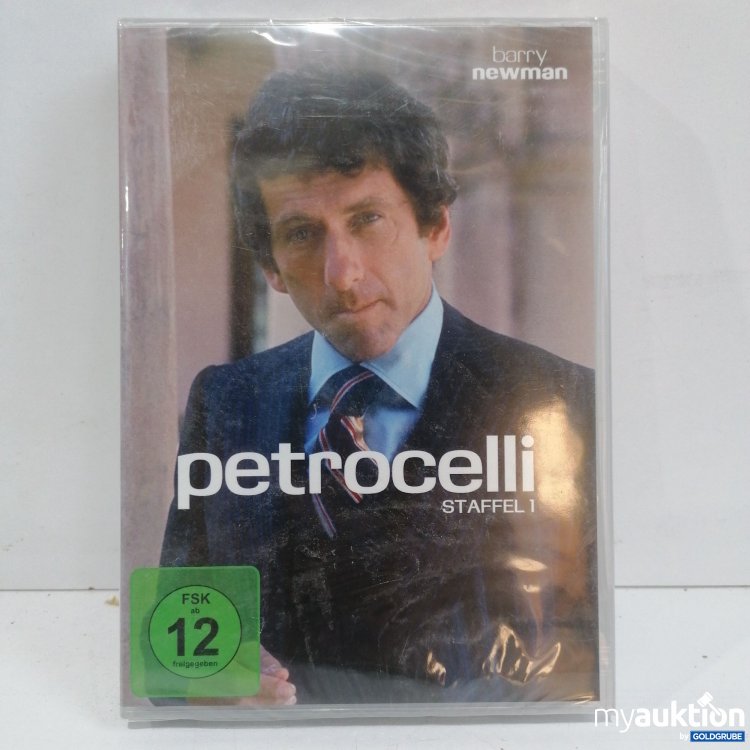 barry
newman
petrocelli
STAFFEL 1
FSK
ab
12
freigegeben
myauktion
by GOLDGRUBE